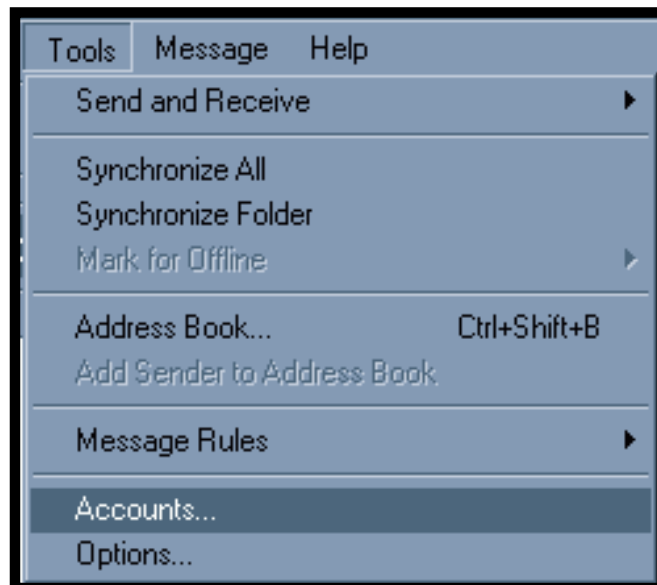 Tools Message Help
Send and Receive
Synchronize All
Synchronize Folder
Mark for Offline
Address Book... Ctrl+Shift+B
Add Sender to Address Book
Message Rules
Accounts...
Options...